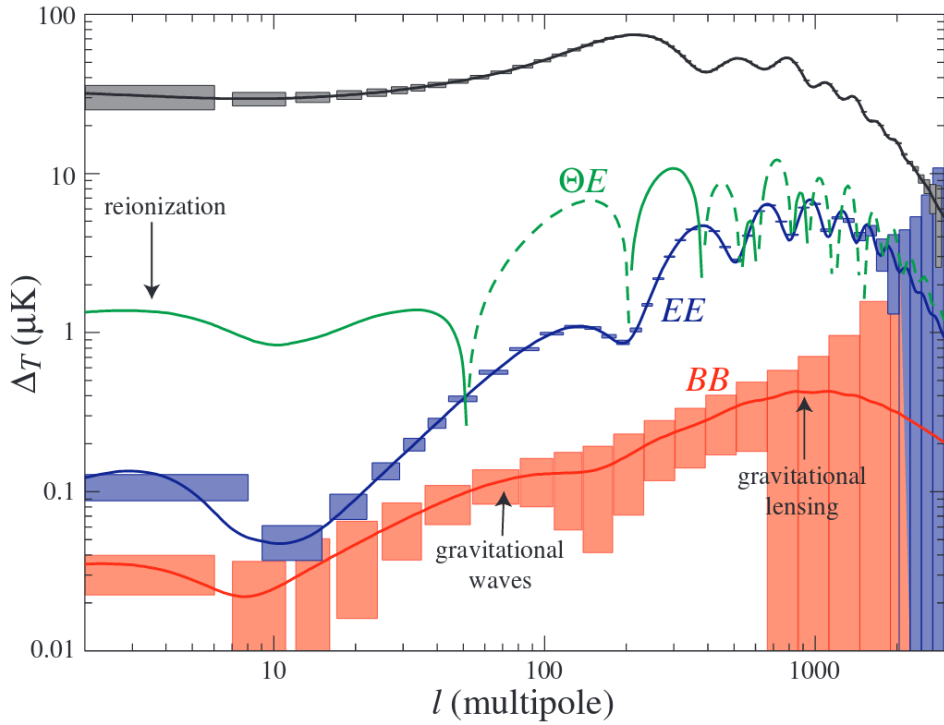 100
10
1
0.1
0.01
Δ_T (μK)
reionization
ΘE
EE
BB
gravitational
waves
gravitational
lensing
10
100
1000
l (multipole)